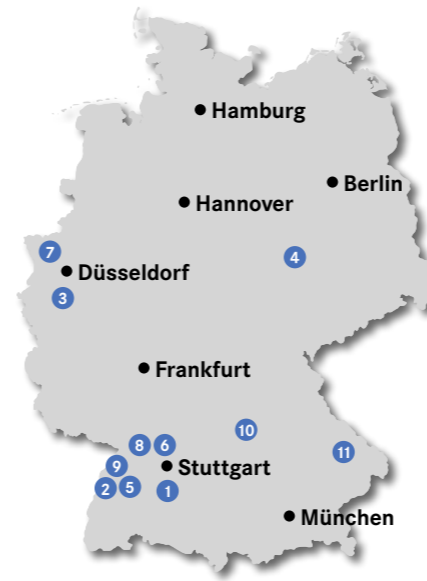 Hamburg
Berlin
Hannover
7
4
Düsseldorf
3
Frankfurt
10
8
6
11
9
Stuttgart
2
5
1
München